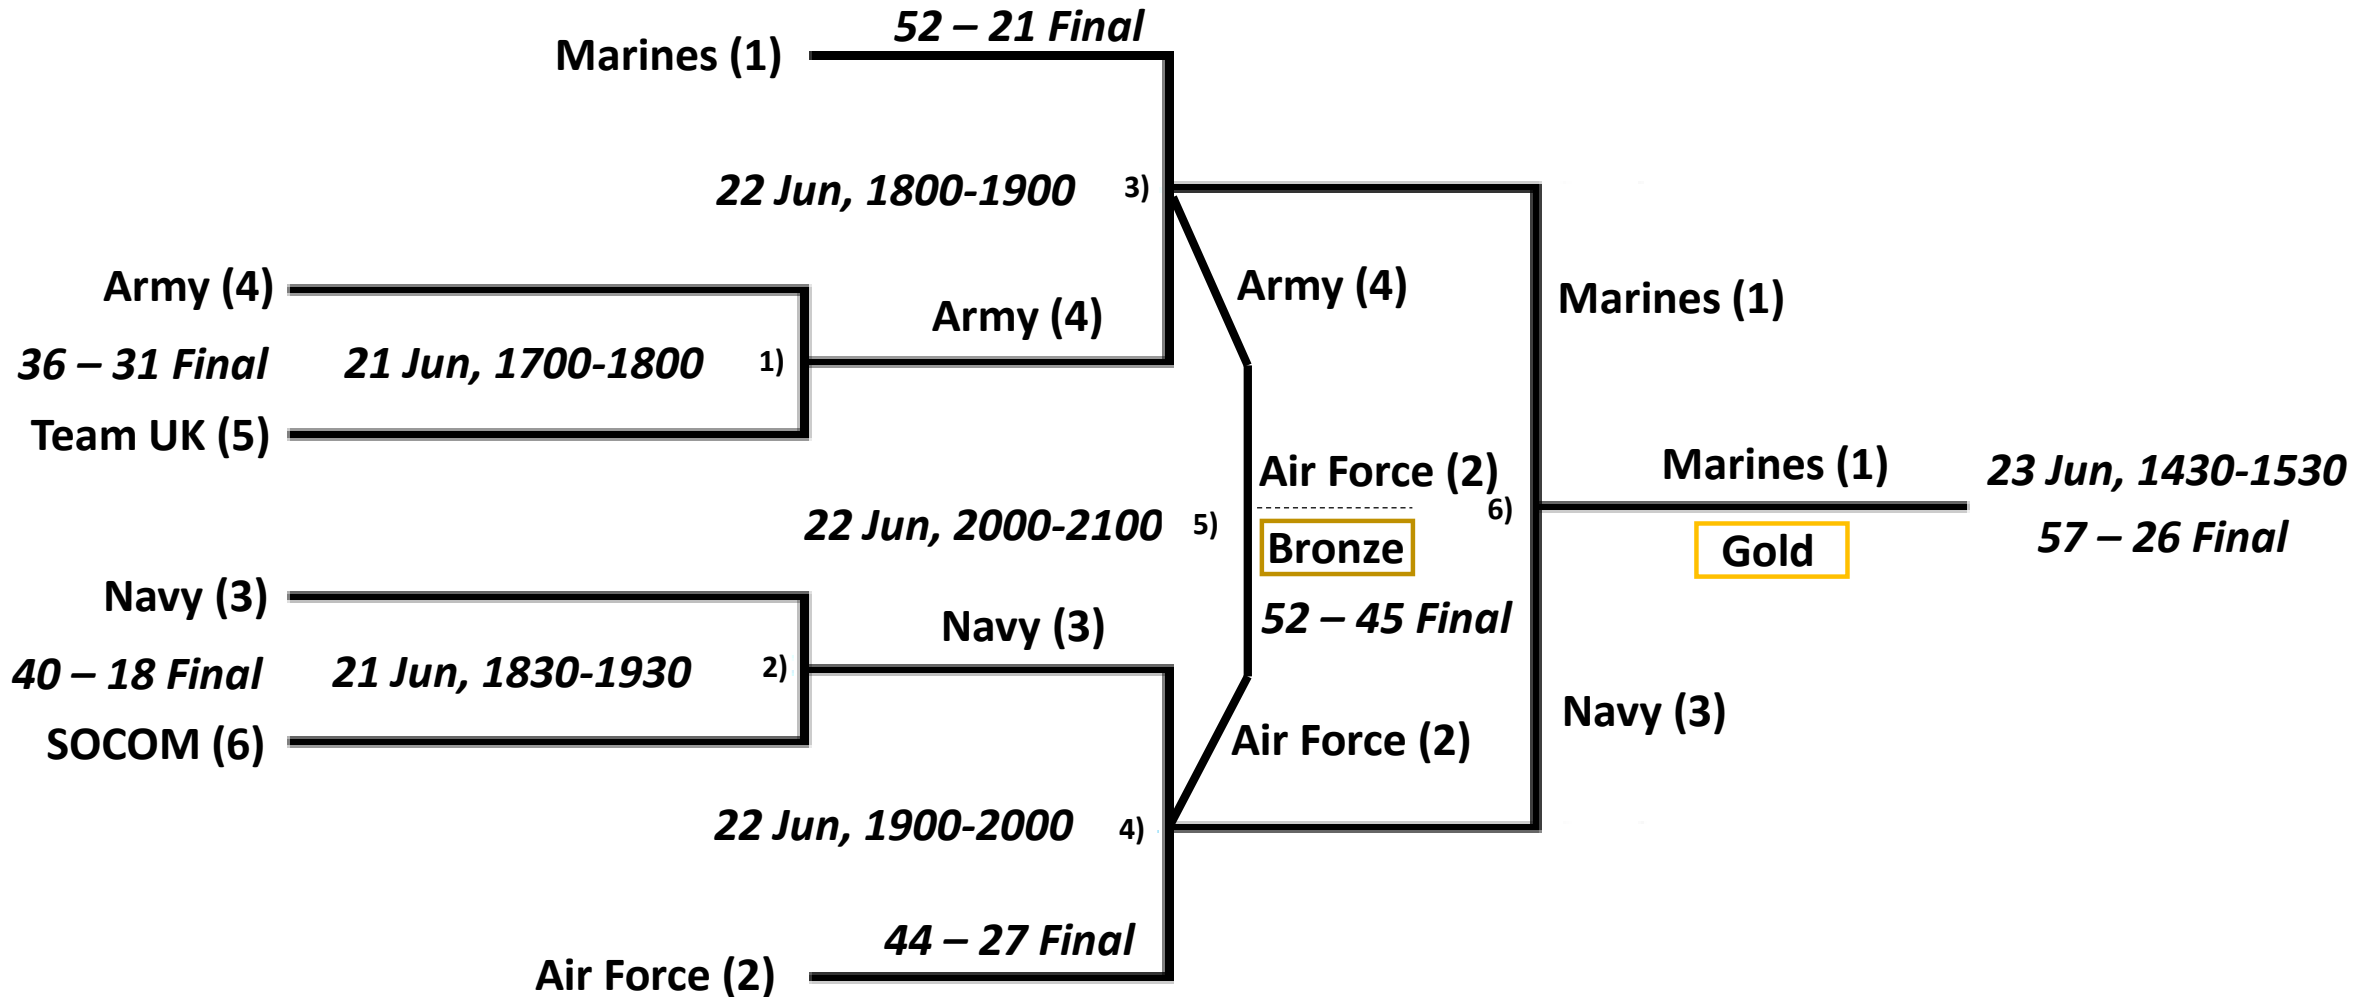 52 – 21 Final
Marines (1)
22 Jun, 1800-1900
3)
Army (4)
36 – 31 Final
21 Jun, 1700-1800
1)
Team UK (5)
Army (4)
Army (4)
Marines (1)
22 Jun, 2000-2100
5)
Air Force (2)
Bronze
52 – 45 Final
6)
Marines (1)
Gold
23 Jun, 1430-1530
57 – 26 Final
Navy (3)
40 – 18 Final
21 Jun, 1830-1930
2)
SOCOM (6)
Navy (3)
Air Force (2)
Navy (3)
22 Jun, 1900-2000
4)
44 – 27 Final
Air Force (2)